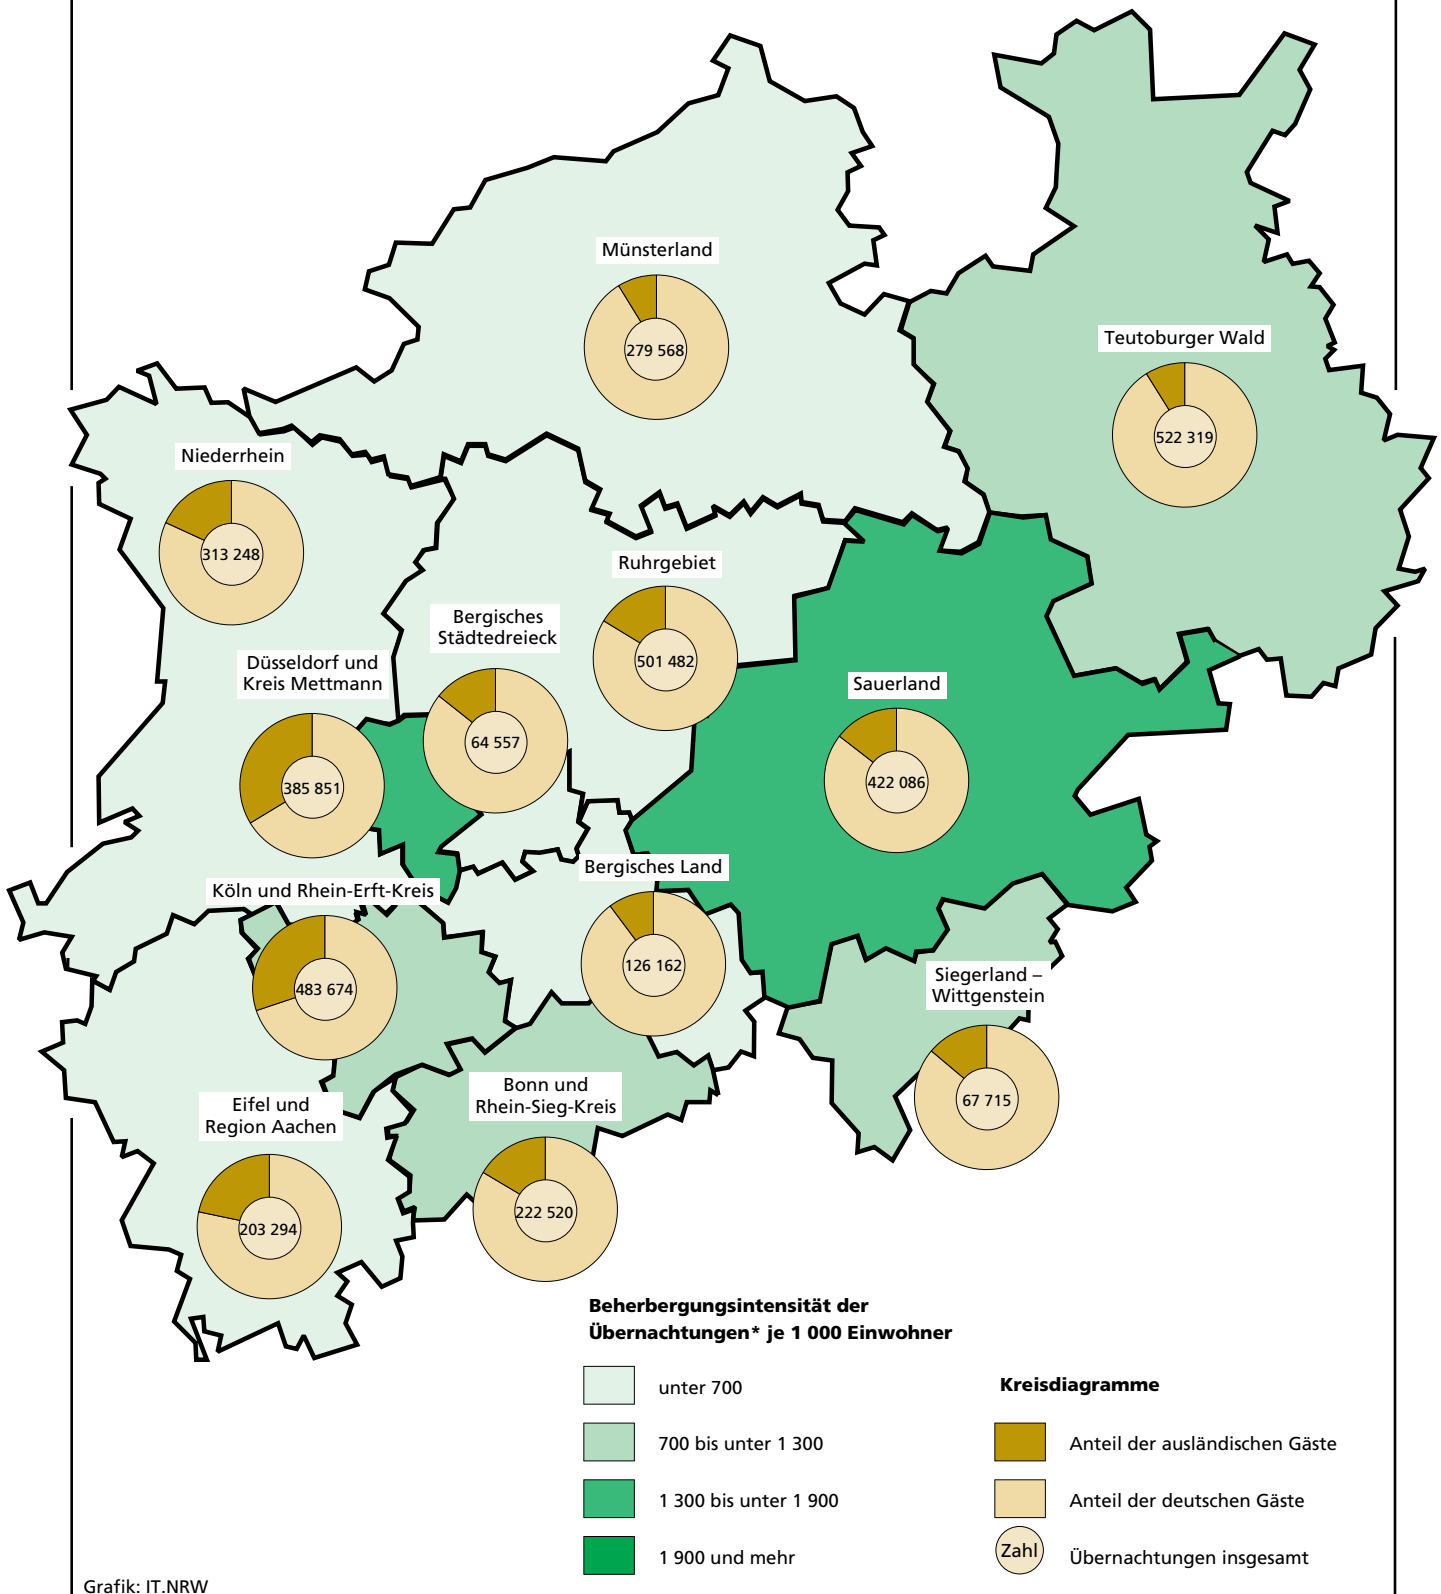 Münsterland
279 568
Teutoburger Wald
522 319
Niederrhein
313 248
Ruhrgebiet
501 482
Bergisches
Städtedreieck
64 557
Düsseldorf und
Kreis Mettmann
385 851
Sauerland
422 086
Bergisches Land
126 162
Köln und Rhein-Erft-Kreis
483 674
Siegerland –
Wittgenstein
67 715
Bonn und
Rhein-Sieg-Kreis
222 520
Eifel und
Region Aachen
203 294
Beherbergungsintensität der
Übernachtungen* je 1 000 Einwohner
unter 700
700 bis unter 1 300
1 300 bis unter 1 900
1 900 und mehr
Kreisdiagramme
Anteil der ausländischen Gäste
Anteil der deutschen Gäste
Zahl
Übernachtungen insgesamt
Grafik: IT.NRW